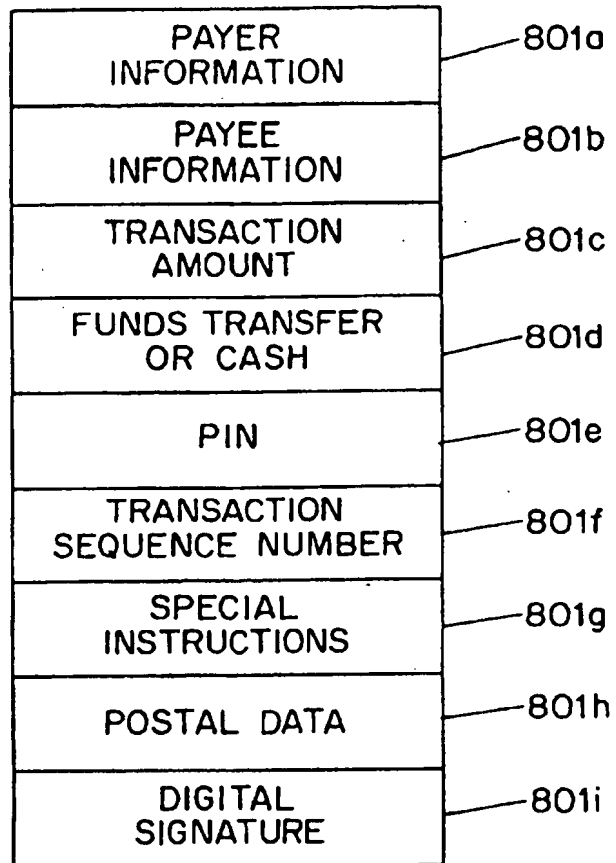 PAYER
INFORMATION
801a
PAYEE
INFORMATION
801b
TRANSACTION
AMOUNT
801c
FUNDS TRANSFER
OR CASH
801d
PIN
801e
TRANSACTION
SEQUENCE NUMBER
801f
SPECIAL
INSTRUCTIONS
801g
POSTAL DATA
801h
DIGITAL
SIGNATURE
801i